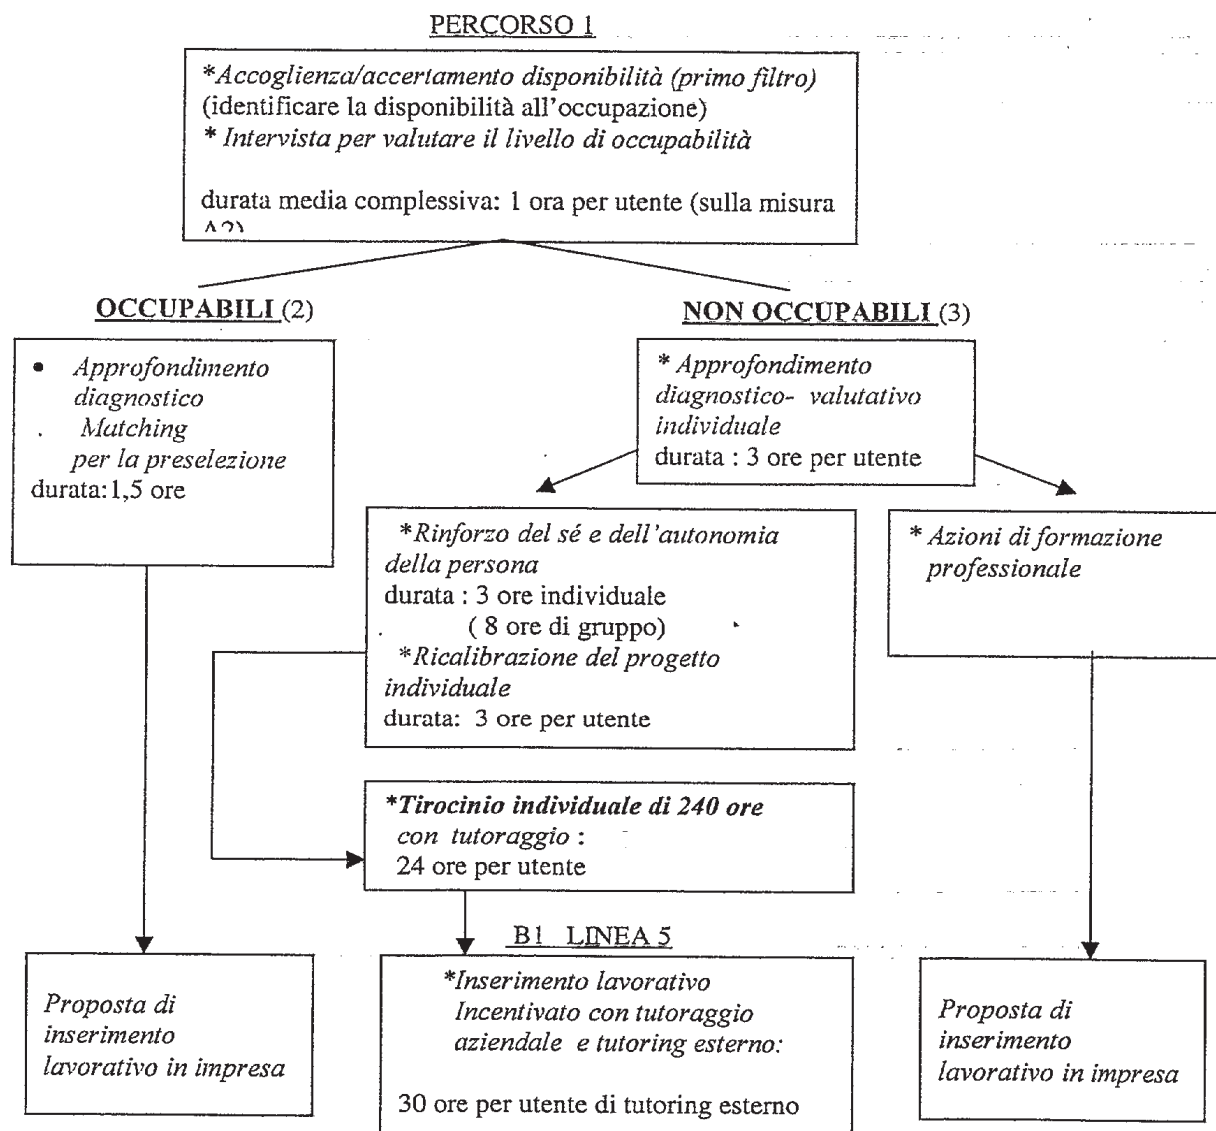 PERCORSO 1
*Accoglienza/accertamento disponibilità (primo filtro)
(identificare la disponibilità all'occupazione)
* Intervista per valutare il livello di occupabilità
durata media complessiva: 1 ora per utente (sulla misura
OCCUPABILI (2)
NON OCCUPABILI (3)
• Approfondimento
diagnostico
. Matching
per la preselezione
durata:1,5 ore
* Approfondimento
diagnostico- valutativo
individuale
durata : 3 ore per utente
*Rinforzo del sé e dell'autonomia
della persona
durata : 3 ore individuale
( 8 ore di gruppo)
*Ricalibrazione del progetto
individuale
durata: 3 ore per utente
* Azioni di formazione
professionale
*Tirocinio individuale di 240 ore
con tutoraggio :
24 ore per utente
B1 LINEA 5
Proposta di
inserimento
lavorativo in impresa
*Inserimento lavorativo
Incentivato con tutoraggio
aziendale e tutoring esterno:
30 ore per utente di tutoring esterno
Proposta di
inserimento
lavorativo in impresa